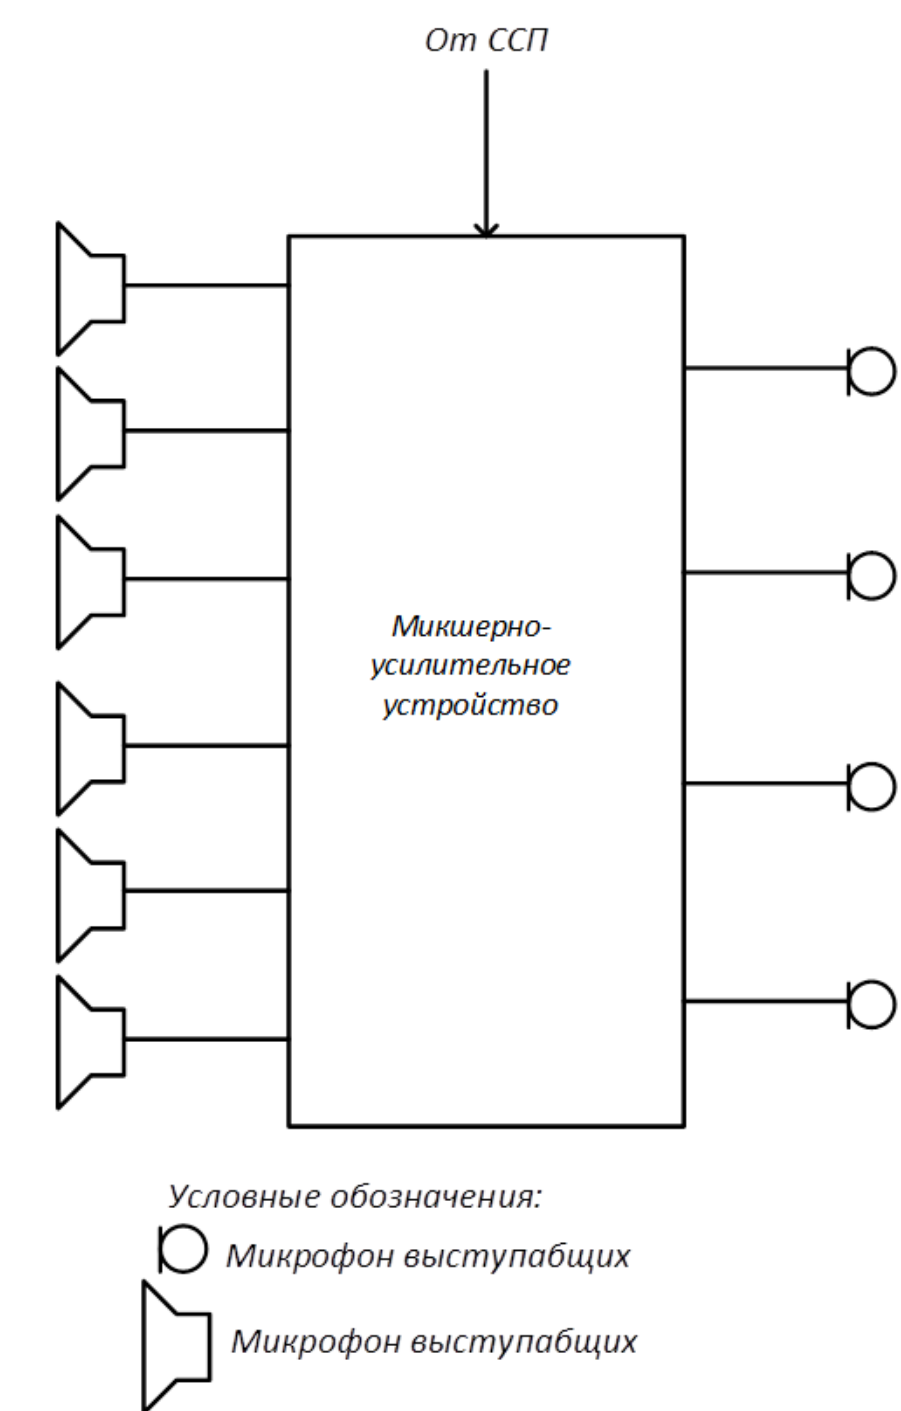 От ССП
Микшерно-
усилительное
устройство
Условные обозначения:
Микрофон выступабщих
Микрофон выступабщих